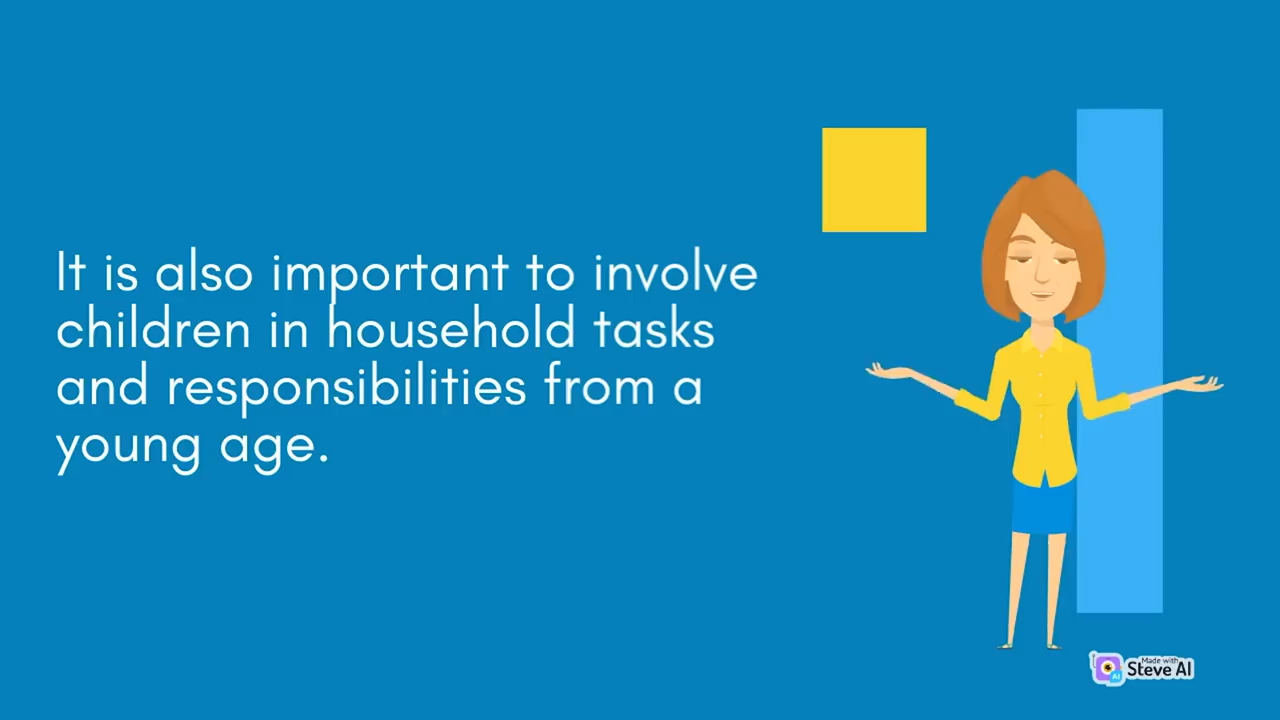 It is also important to involve
children in household tasks
and responsibilities from a
young age.
Made with
Steve AI
AI